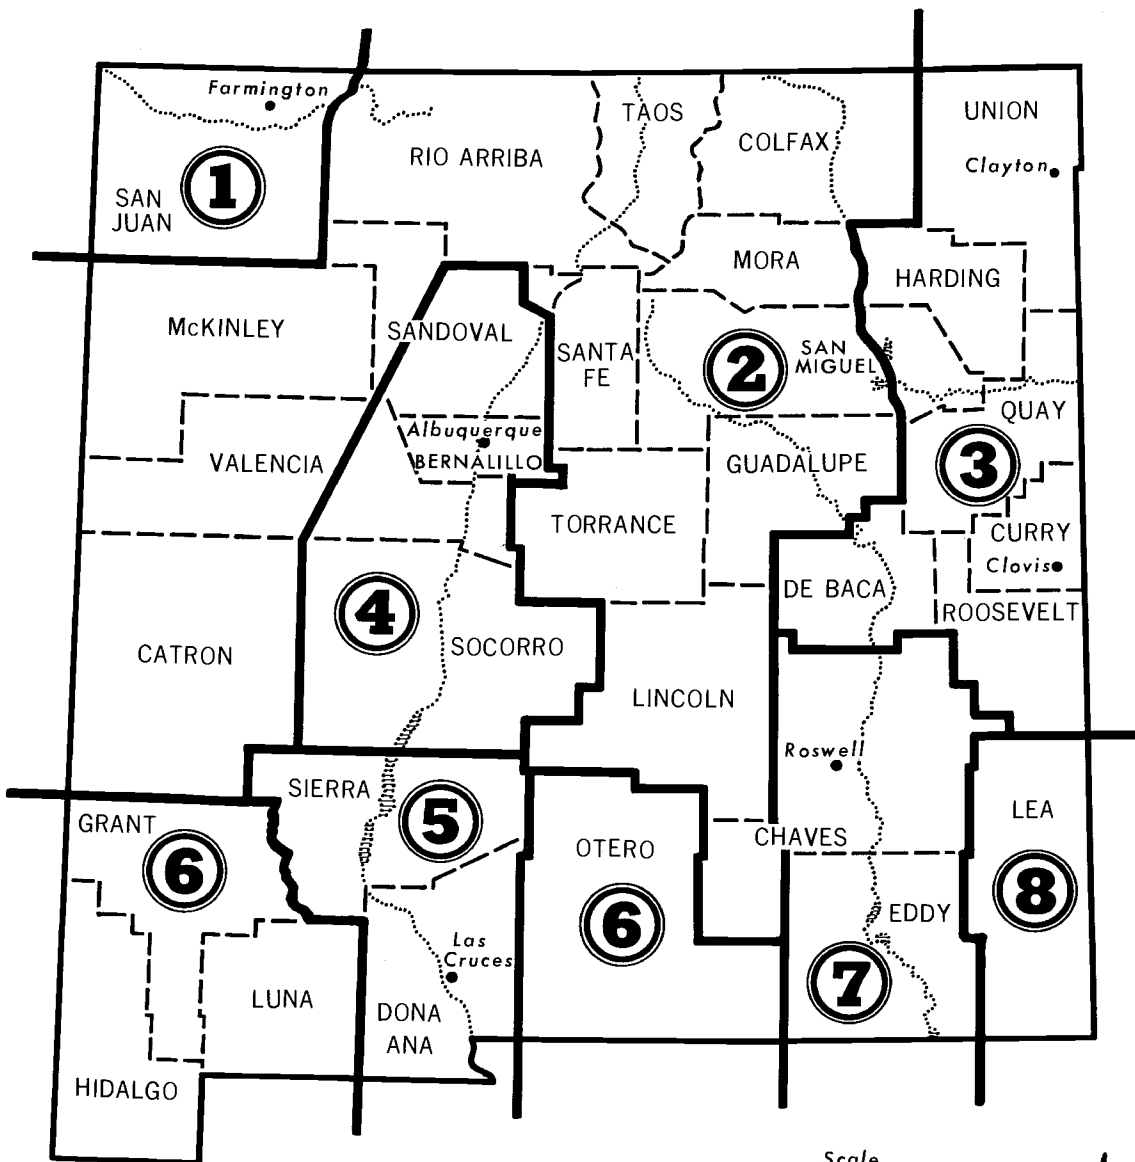 Farmington
TAOS
COLFAX
UNION
RIO ARRIBA
Clayton
1
SAN
JUAN
MORA
HARDING
McKINLEY
SANDOVAL
SANTA
FE
2
SAN
MIGUEL
QUAY
Albuquerque
BERNALILLO
VALENCIA
GUADALUPE
3
TORRANCE
CURRY
Clovis
DE BACA
ROOSEVELT
4
CATRON
SOCORRO
LINCOLN
Roswell
SIERRA
5
GRANT
OTERO
CHAVES
LEA
6
6
8
EDDY
Las
Cruces
7
LUNA
DONA
ANA
HIDALGO
Scale